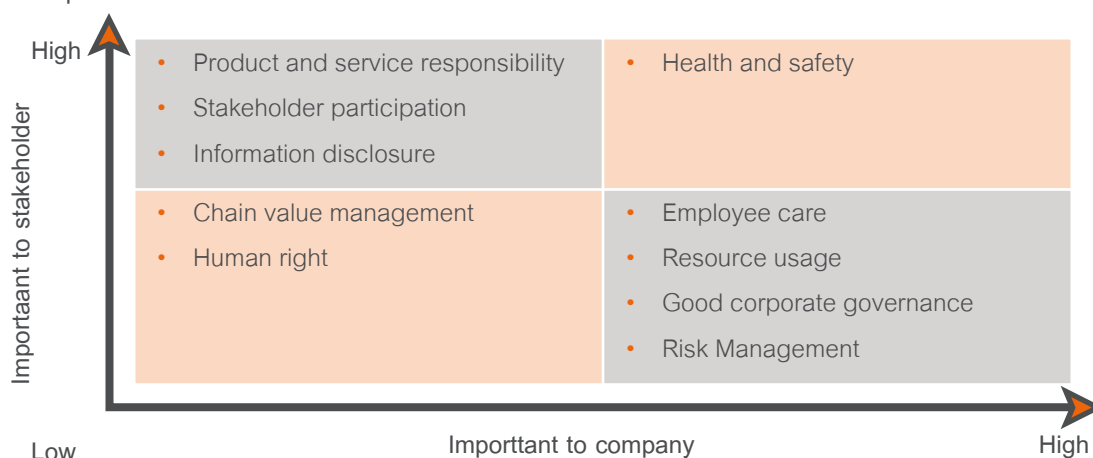 High
• Product and service responsibility
• Stakeholder participation
• Information disclosure
• Health and safety
Importaant to stakeholder
• Chain value management
• Human right
• Employee care
• Resource usage
• Good corporate governance
• Risk Management
Low
Importtant to company
High